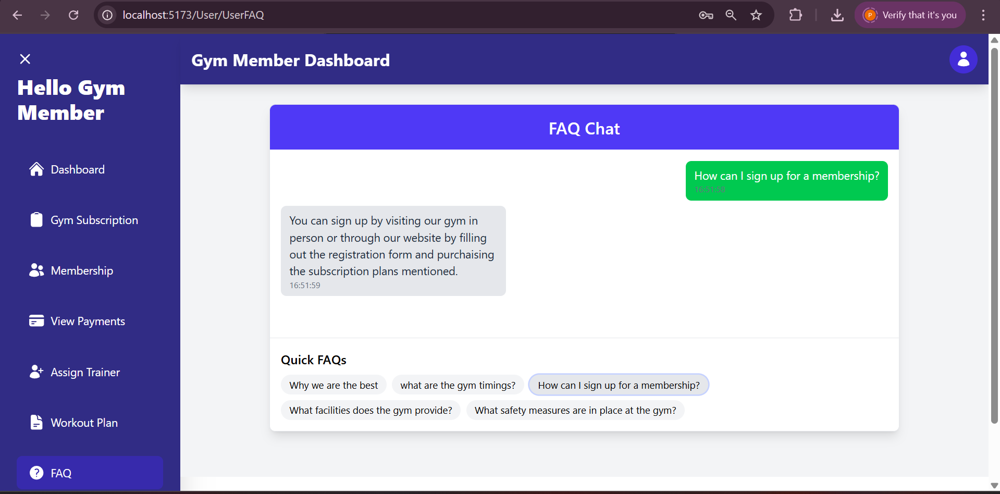 localhost:5173/User/UserFAQ
P
Verify that it's you
Hello Gym
Member
Dashboard
Gym Subscription
Membership
View Payments
Assign Trainer
Workout Plan
? FAQ
Gym Member Dashboard
FAQ Chat
How can I sign up for a membership?
16:51:58
You can sign up by visiting our gym in
person or through our website by filling
out the registration form and purchaising
the subscription plans mentioned.
16:51:59
Quick FAQs
Why we are the best
what are the gym timings?
How can I sign up for a membership?
What facilities does the gym provide?
What safety measures are in place at the gym?